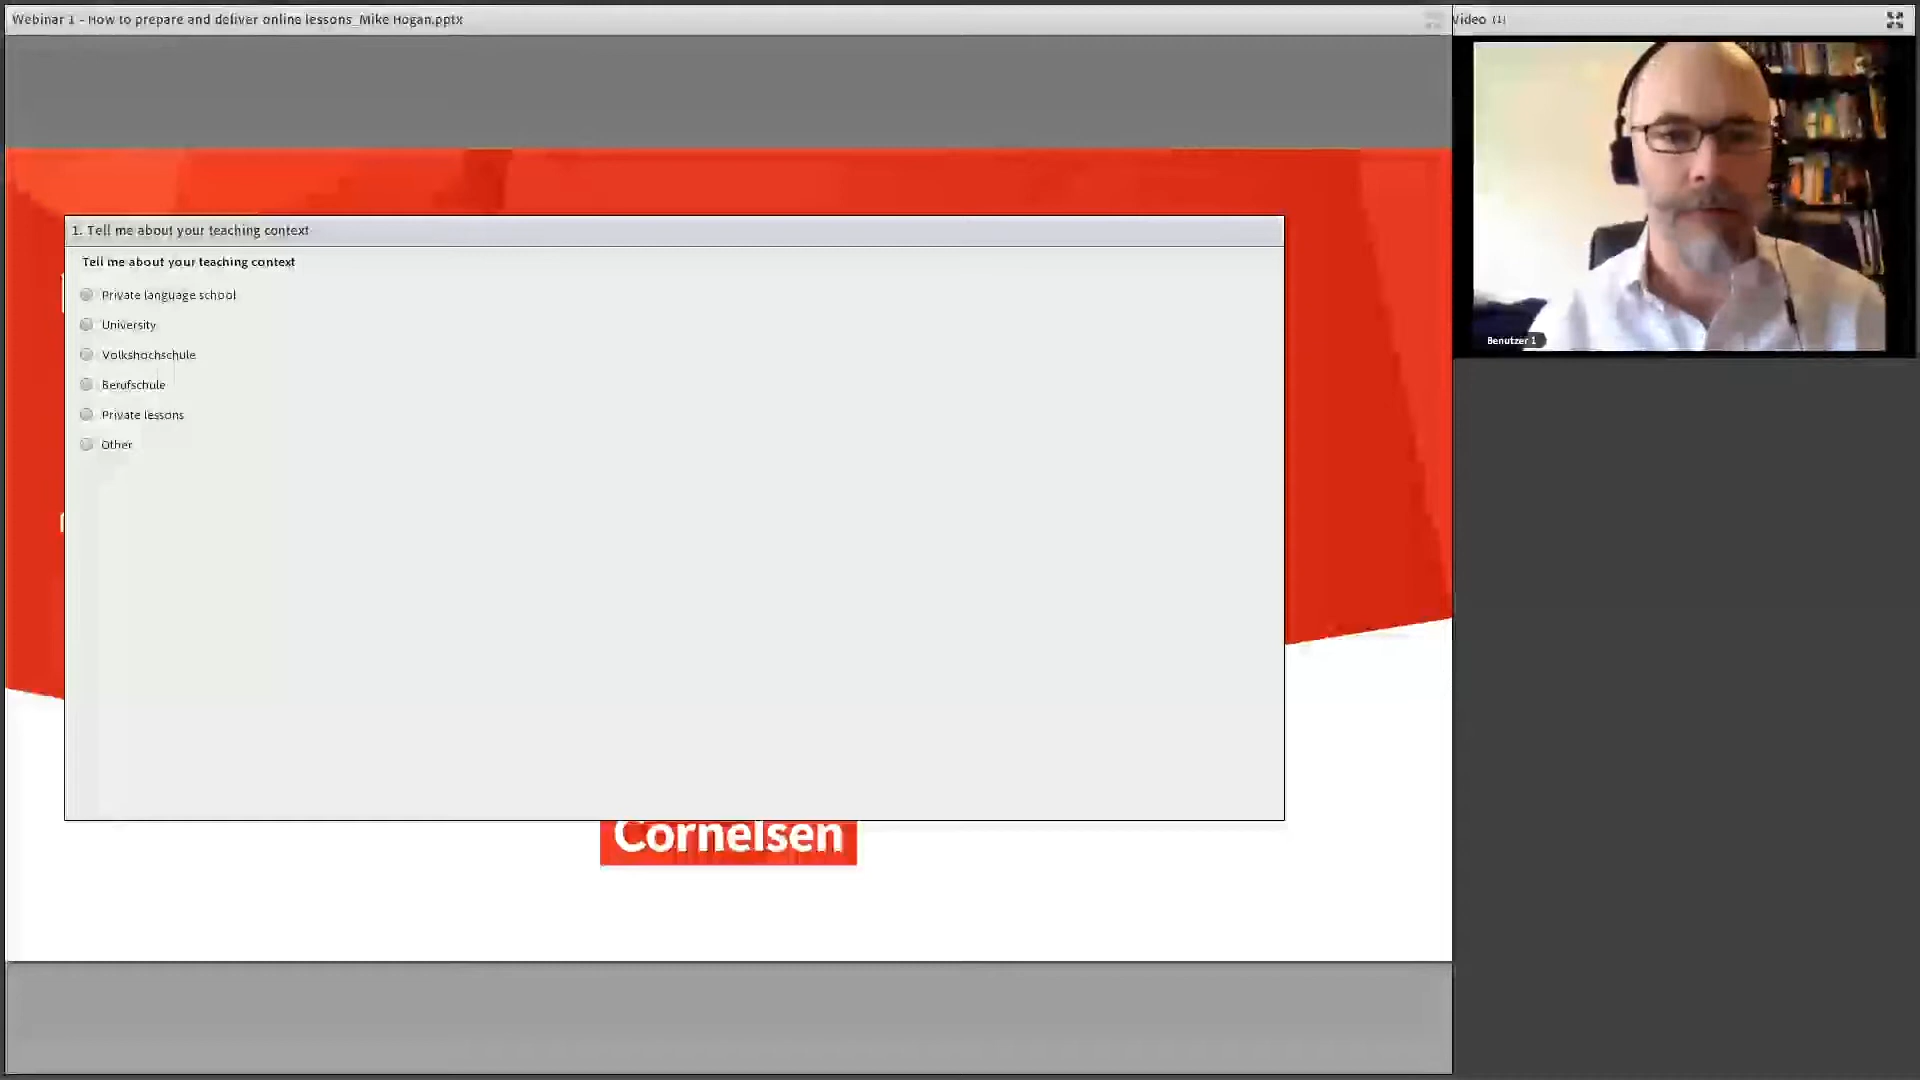 Webinar 1 - How to prepare and deliver online lessons_Mike Hogan.pptx
Video (1)
1. Tell me about your teaching context
Tell me about your teaching context
Private language school
University
Volkshochschule
Berufschule
Private lessons
Other
Benutzer 1
Cornelsen